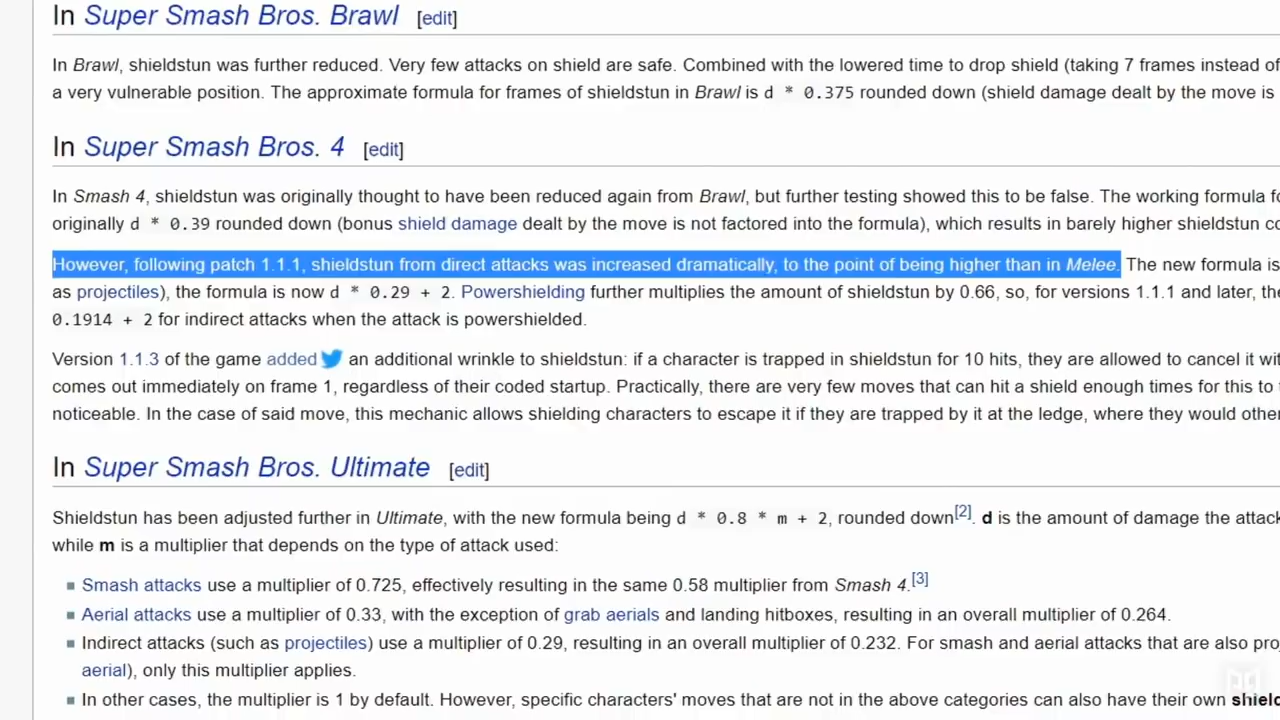 In Super Smash Bros. Brawl [edit]
In Brawl, shieldstun was further reduced. Very few attacks on shield are safe. Combined with the lowered time to drop shield (taking 7 frames instead of
a very vulnerable position. The approximate formula for frames of shieldstun in Brawl is d * 0.375 rounded down (shield damage dealt by the move is
In Super Smash Bros. 4 [edit]
In Smash 4, shieldstun was originally thought to have been reduced again from Brawl, but further testing showed this to be false. The working formula
originally d * 0.39 rounded down (bonus shield damage dealt by the move is not factored into the formula), which results in barely higher shieldstun
However, following patch 1.1.1, shieldstun from direct attacks was increased dramatically, to the point of being higher than in Melee. The new formula is
as projectiles), the formula is now d * 0.29 + 2. Powershielding further multiplies the amount of shieldstun by 0.66, so, for versions 1.1.1 and later,
0.1914 + 2 for indirect attacks when the attack is powershielded.
Version 1.1.3 of the game added an additional wrinkle to shieldstun: if a character is trapped in shieldstun for 10 hits, they are allowed to cancel it
comes out immediately on frame 1, regardless of their coded startup. Practically, there are very few moves that can hit a shield enough times for this to
noticeable. In the case of said move, this mechanic allows shielding characters to escape it if they are trapped by it at the ledge, where they would
In Super Smash Bros. Ultimate [edit]
Shieldstun has been adjusted further in Ultimate, with the new formula being d * 0.8 * m + 2, rounded down[2]. d is the amount of damage the
while m is a multiplier that depends on the type of attack used:
Smash attacks use a multiplier of 0.725, effectively resulting in the same 0.58 multiplier from Smash 4.[3]
Aerial attacks use a multiplier of 0.33, with the exception of grab aerials and landing hitboxes, resulting in an overall multiplier of 0.264.
Indirect attacks (such as projectiles) use a multiplier of 0.29, resulting in an overall multiplier of 0.232. For smash and aerial attacks that are also
aerial), only this multiplier applies.
In other cases, the multiplier is 1 by default. However, specific characters' moves that are not in the above categories can also have their own